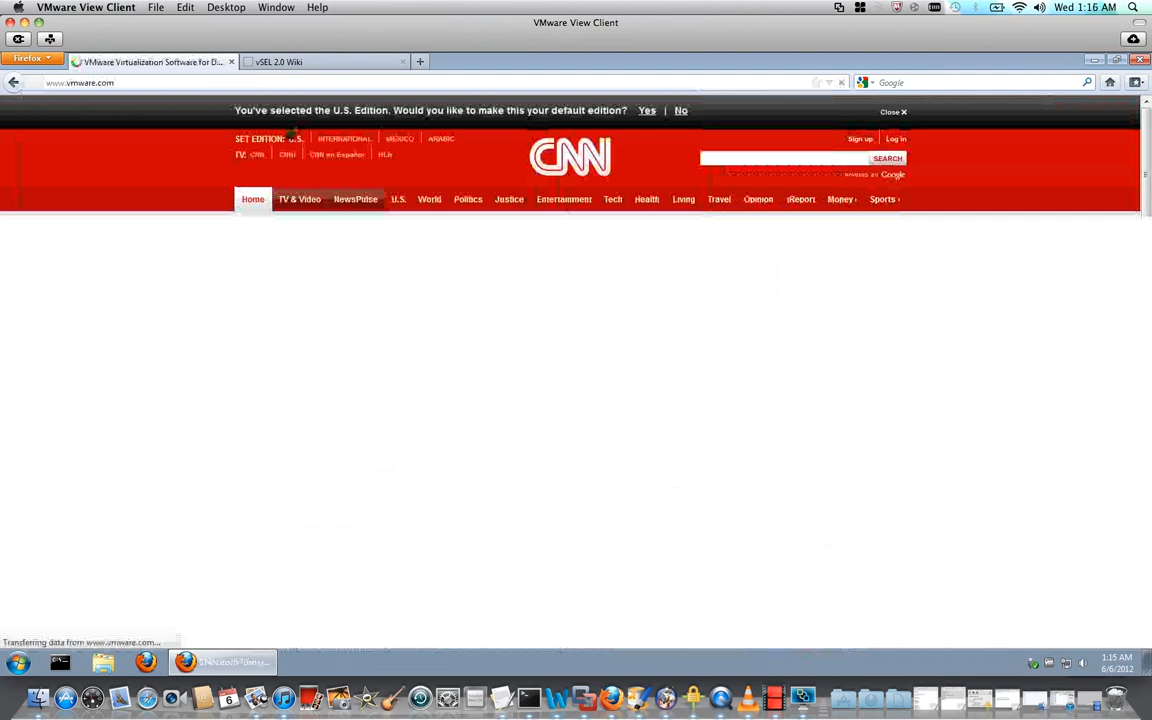 VMware View Client File Edit Desktop Window Help Wed 1:16 AM
VMware View Client
Firefox VMware Virtualization Software for D... vSEL 2.0 Wiki
www.vmware.com Google
You've selected the U.S. Edition. Would you like to make this your default edition? Yes | No Close X
SET EDITION: U.S. INTERNATIONAL MÉXICO ARABIC Sign up Log in
CNN
SEARCH
TV: CNN CNNi CNN en Español HLN
POWERED BY Google
Home TV & Video NewsPulse U.S. World Politics Justice Entertainment Tech Health Living Travel Opinion iReport Money Sports
Transferring data from www.vmware.com...
1:15 AM
6/6/2012